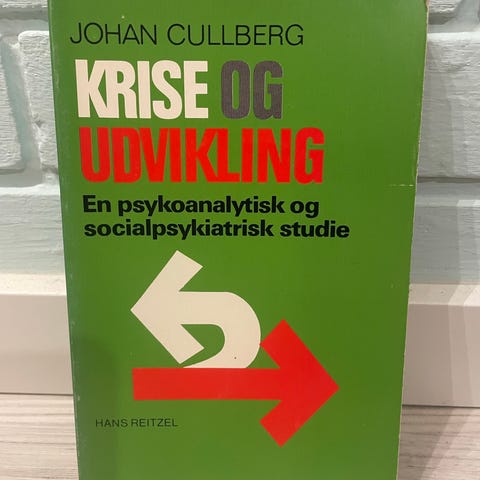 JOHAN CULLBERG
KRISE OG
UDVIKLING
En psykoanalytisk og
socialpsykiatrisk studie
HANS REITZEL